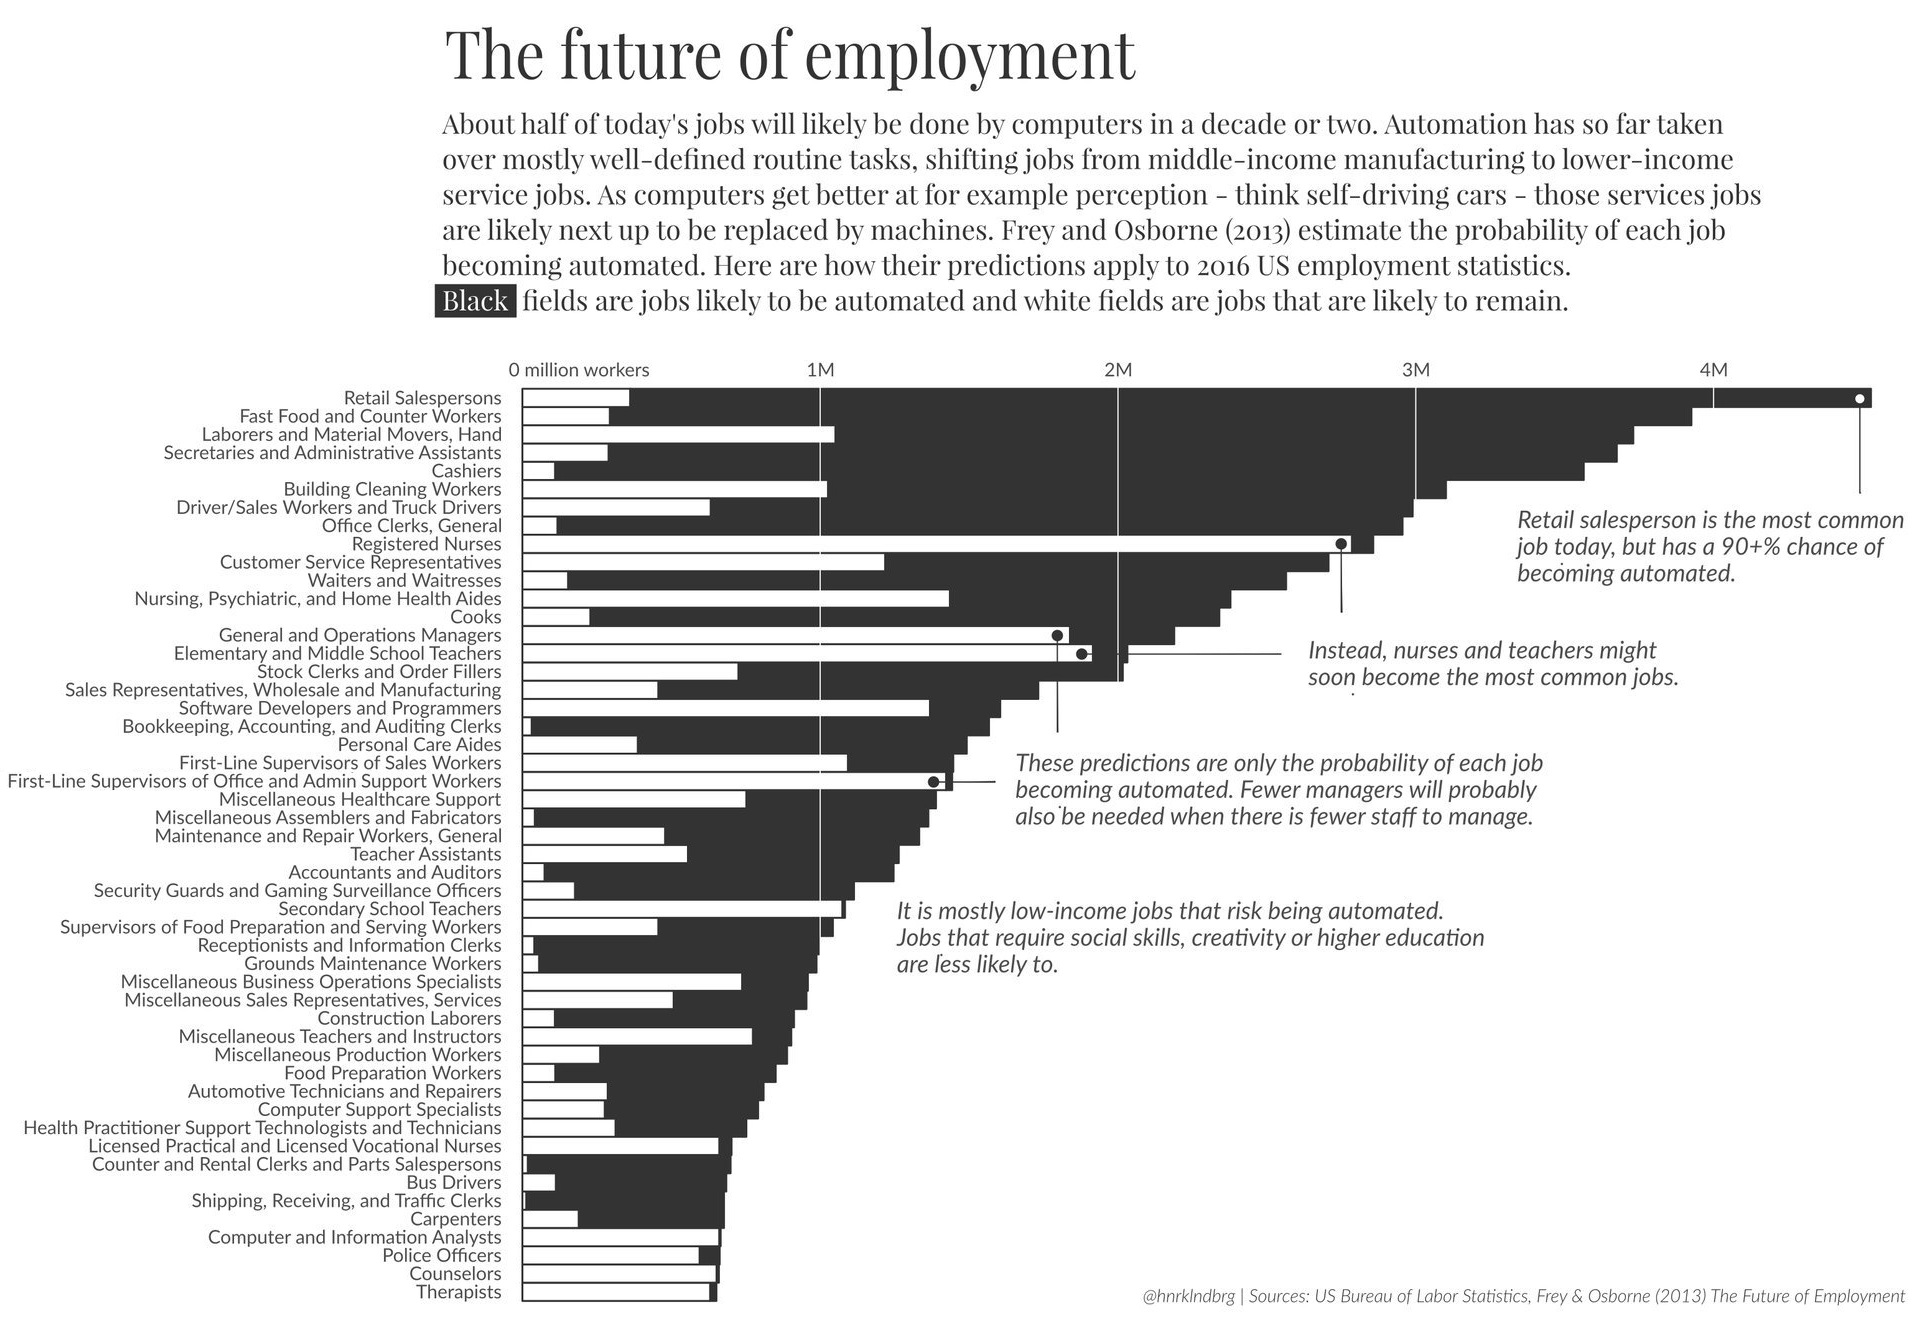 The future of employment
About half of today's jobs will likely be done by computers in a decade or two. Automation has so far taken
over mostly well-defined routine tasks, shifting jobs from middle-income manufacturing to lower-income
service jobs. As computers get better at for example perception - think self-driving cars - those services jobs
are likely next up to be replaced by machines. Frey and Osborne (2013) estimate the probability of each job
becoming automated. Here are how their predictions apply to 2016 US employment statistics.
Black fields are jobs likely to be automated and white fields are jobs that are likely to remain.
0 million workers 1M 2M 3M 4M
Retail Salespersons
Fast Food and Counter Workers
Laborers and Material Movers, Hand
Secretaries and Administrative Assistants
Cashiers
Building Cleaning Workers
Driver/Sales Workers and Truck Drivers
Office Clerks, General
Registered Nurses
Customer Service Representatives
Waiters and Waitresses
Nursing, Psychiatric, and Home Health Aides
Cooks
General and Operations Managers
Elementary and Middle School Teachers
Stock Clerks and Order Fillers
Sales Representatives, Wholesale and Manufacturing
Software Developers and Programmers
Bookkeeping, Accounting, and Auditing Clerks
Personal Care Aides
First-Line Supervisors of Sales Workers
First-Line Supervisors of Office and Admin Support Workers
Miscellaneous Healthcare Support
Miscellaneous Assemblers and Fabricators
Maintenance and Repair Workers, General
Teacher Assistants
Accountants and Auditors
Security Guards and Gaming Surveillance Officers
Secondary School Teachers
Supervisors of Food Preparation and Serving Workers
Receptionists and Information Clerks
Grounds Maintenance Workers
Miscellaneous Business Operations Specialists
Miscellaneous Sales Representatives, Services
Construction Laborers
Miscellaneous Teachers and Instructors
Miscellaneous Production Workers
Food Preparation Workers
Automotive Technicians and Repairers
Computer Support Specialists
Health Practitioner Support Technologists and Technicians
Licensed Practical and Licensed Vocational Nurses
Counter and Rental Clerks and Parts Salespersons
Bus Drivers
Shipping, Receiving, and Traffic Clerks
Carpenters
Computer and Information Analysts
Police Officers
Counselors
Therapists
Retail salesperson is the most common
job today, but has a 90+% chance of
becoming automated.
Instead, nurses and teachers might
soon become the most common jobs.
These predictions are only the probability of each job
becoming automated. Fewer managers will probably
also be needed when there is fewer staff to manage.
It is mostly low-income jobs that risk being automated.
Jobs that require social skills, creativity or higher education
are less likely to.
@hnrklndbrg | Sources: US Bureau of Labor Statistics, Frey & Osborne (2013) The Future of Employment